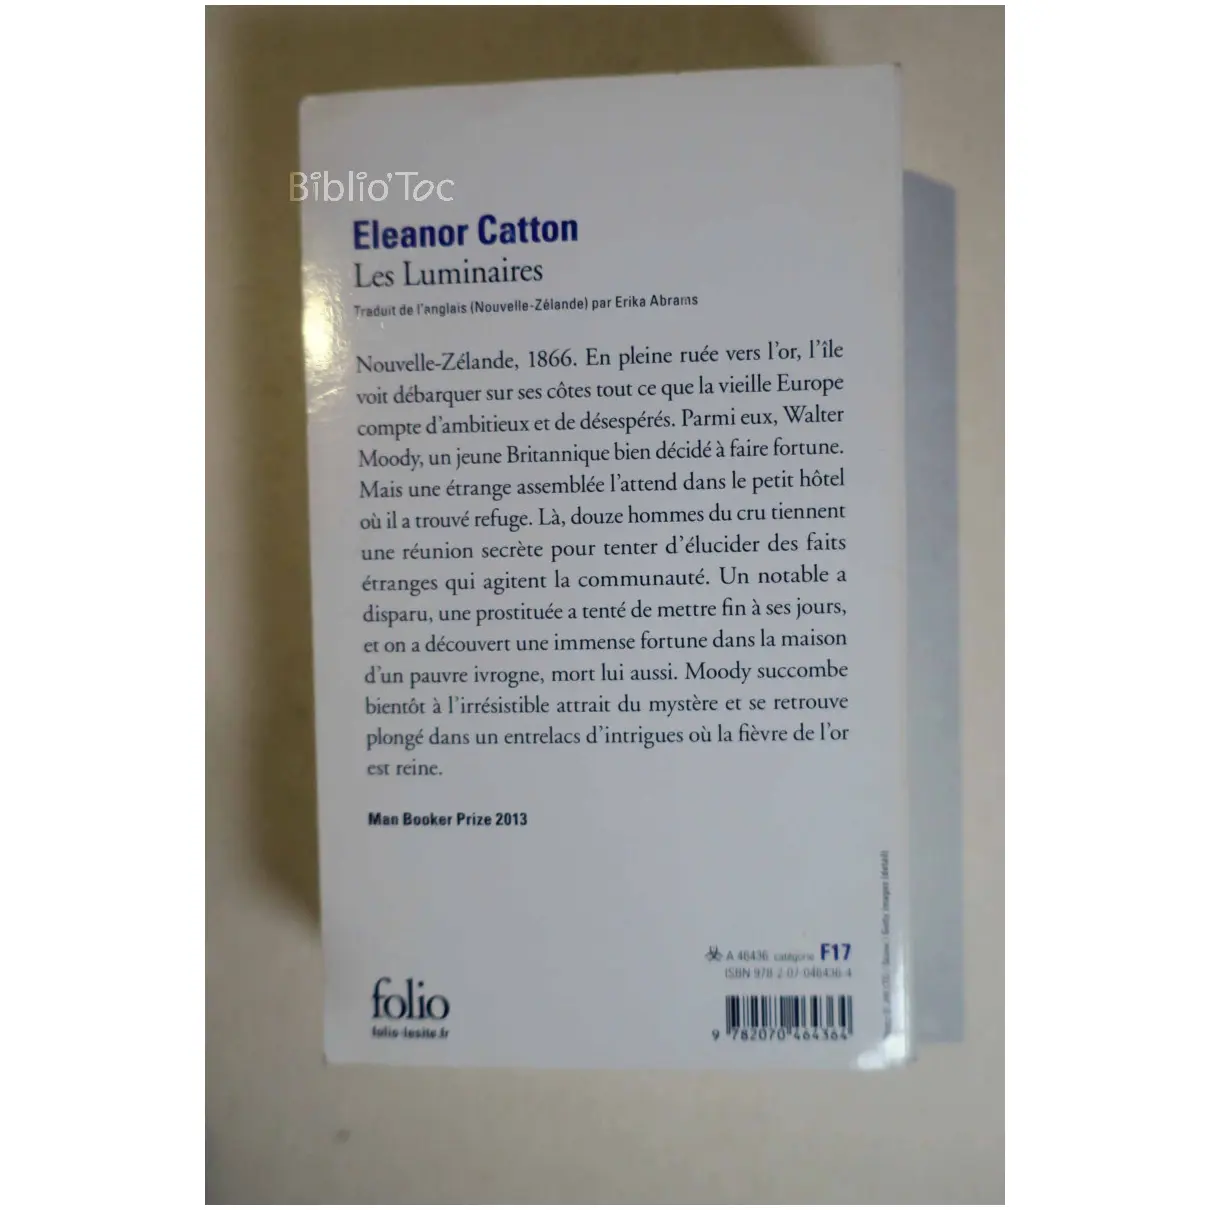 Biblio'Toc
Eleanor Catton
Les Luminaires
Traduit de l'anglais (Nouvelle-Zélande) par Erika Abrams
Nouvelle-Zélande, 1866. En pleine ruée vers l'or, l'île
voit débarquer sur ses côtes tout ce que la vieille Europe
compte d'ambitieux et de désespérés. Parmi eux, Walter
Moody, un jeune Britannique bien décidé à faire fortune.
Mais une étrange assemblée l'attend dans le petit hôtel
où il a trouvé refuge. Là, douze hommes du cru tiennent
une réunion secrète pour tenter d'élucider des faits
étranges qui agitent la communauté. Un notable a
disparu, une prostituée a tenté de mettre fin à ses jours,
et on a découvert une immense fortune dans la maison
d'un pauvre ivrogne, mort lui aussi. Moody succombe
bientôt à l'irrésistible attrait du mystère et se retrouve
plongé dans un entrelacs d'intrigues où la fièvre de l'or
est reine.
Man Booker Prize 2013
A 46436 catégorie F17
ISBN 978-2-07-046436-4
folio
folio-lesite.fr
9 782070 464364
Getty Images (détail)